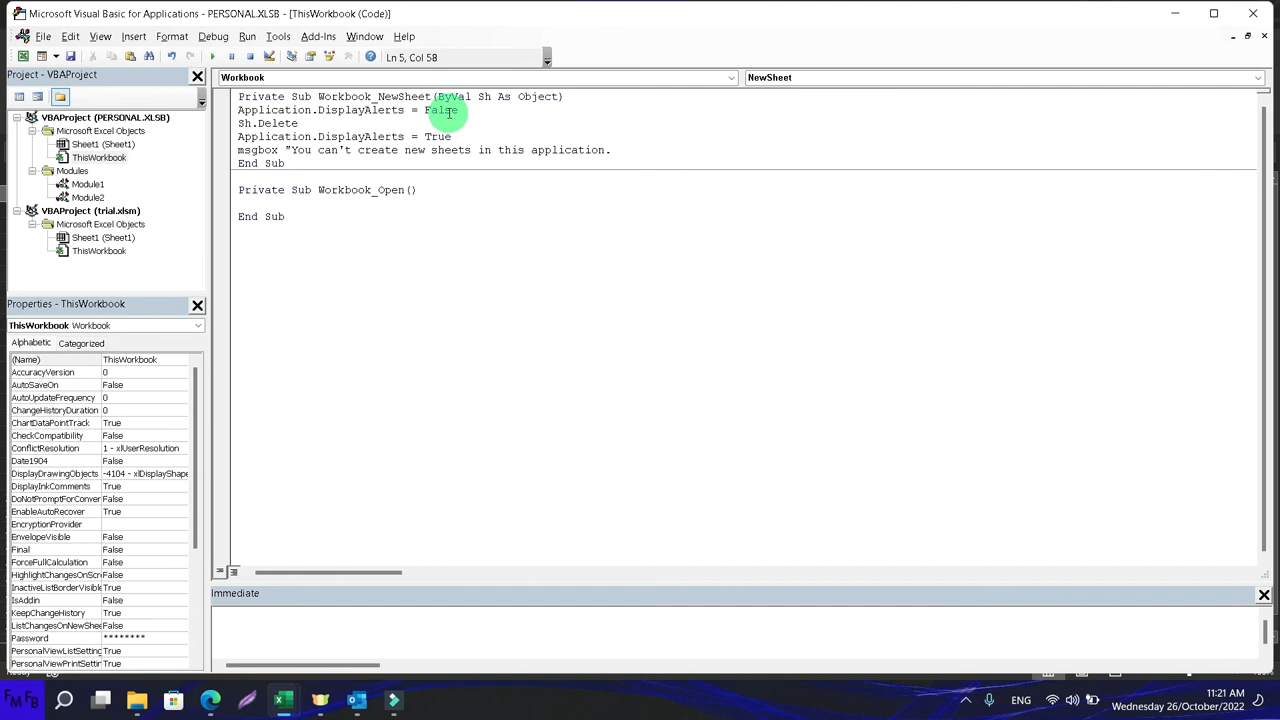 Microsoft Visual Basic for Applications - PERSONAL.XLSB - [ThisWorkbook (Code)]
File Edit View Insert Format Debug Run Tools Add-Ins Window Help
Ln 5, Col 58
Project - VBAProject
VBAProject (PERSONAL.XLSB)
Microsoft Excel Objects
Sheet1 (Sheet1)
ThisWorkbook
Modules
Module1
Module2
VBAProject (trial.xlsm)
Microsoft Excel Objects
Sheet1 (Sheet1)
ThisWorkbook
Properties - ThisWorkbook
ThisWorkbook Workbook
Alphabetic Categorized
(Name) ThisWorkbook
AccuracyVersion 0
AutoSaveOn False
AutoUpdateFrequency 0
ChangeHistoryDuration 0
ChartDataPointTrack True
CheckCompatibility False
ConflictResolution 1 - xlUserResolution
Date1904 False
DisplayDrawingObjects -4104 - xlDisplayShape
DisplayInkComments True
DoNotPromptForConver False
EnableAutoRecover True
EncryptionProvider
EnvelopeVisible False
Final False
ForceFullCalculation False
HighlightChangesOnScr False
InactiveListBorderVisible True
IsAddin False
KeepChangeHistory True
ListChangesOnNewShee False
Password ********
PersonalViewListSetting True
PersonalViewPrintSettin True
Workbook NewSheet
Private Sub Workbook_NewSheet(ByVal Sh As Object)
Application.DisplayAlerts = False
Sh.Delete
Application.DisplayAlerts = True
msgbox "You can't create new sheets in this application.
End Sub
Private Sub Workbook_Open()
End Sub
Immediate
FM FB
ENG
11:21 AM
Wednesday 26/October/2022